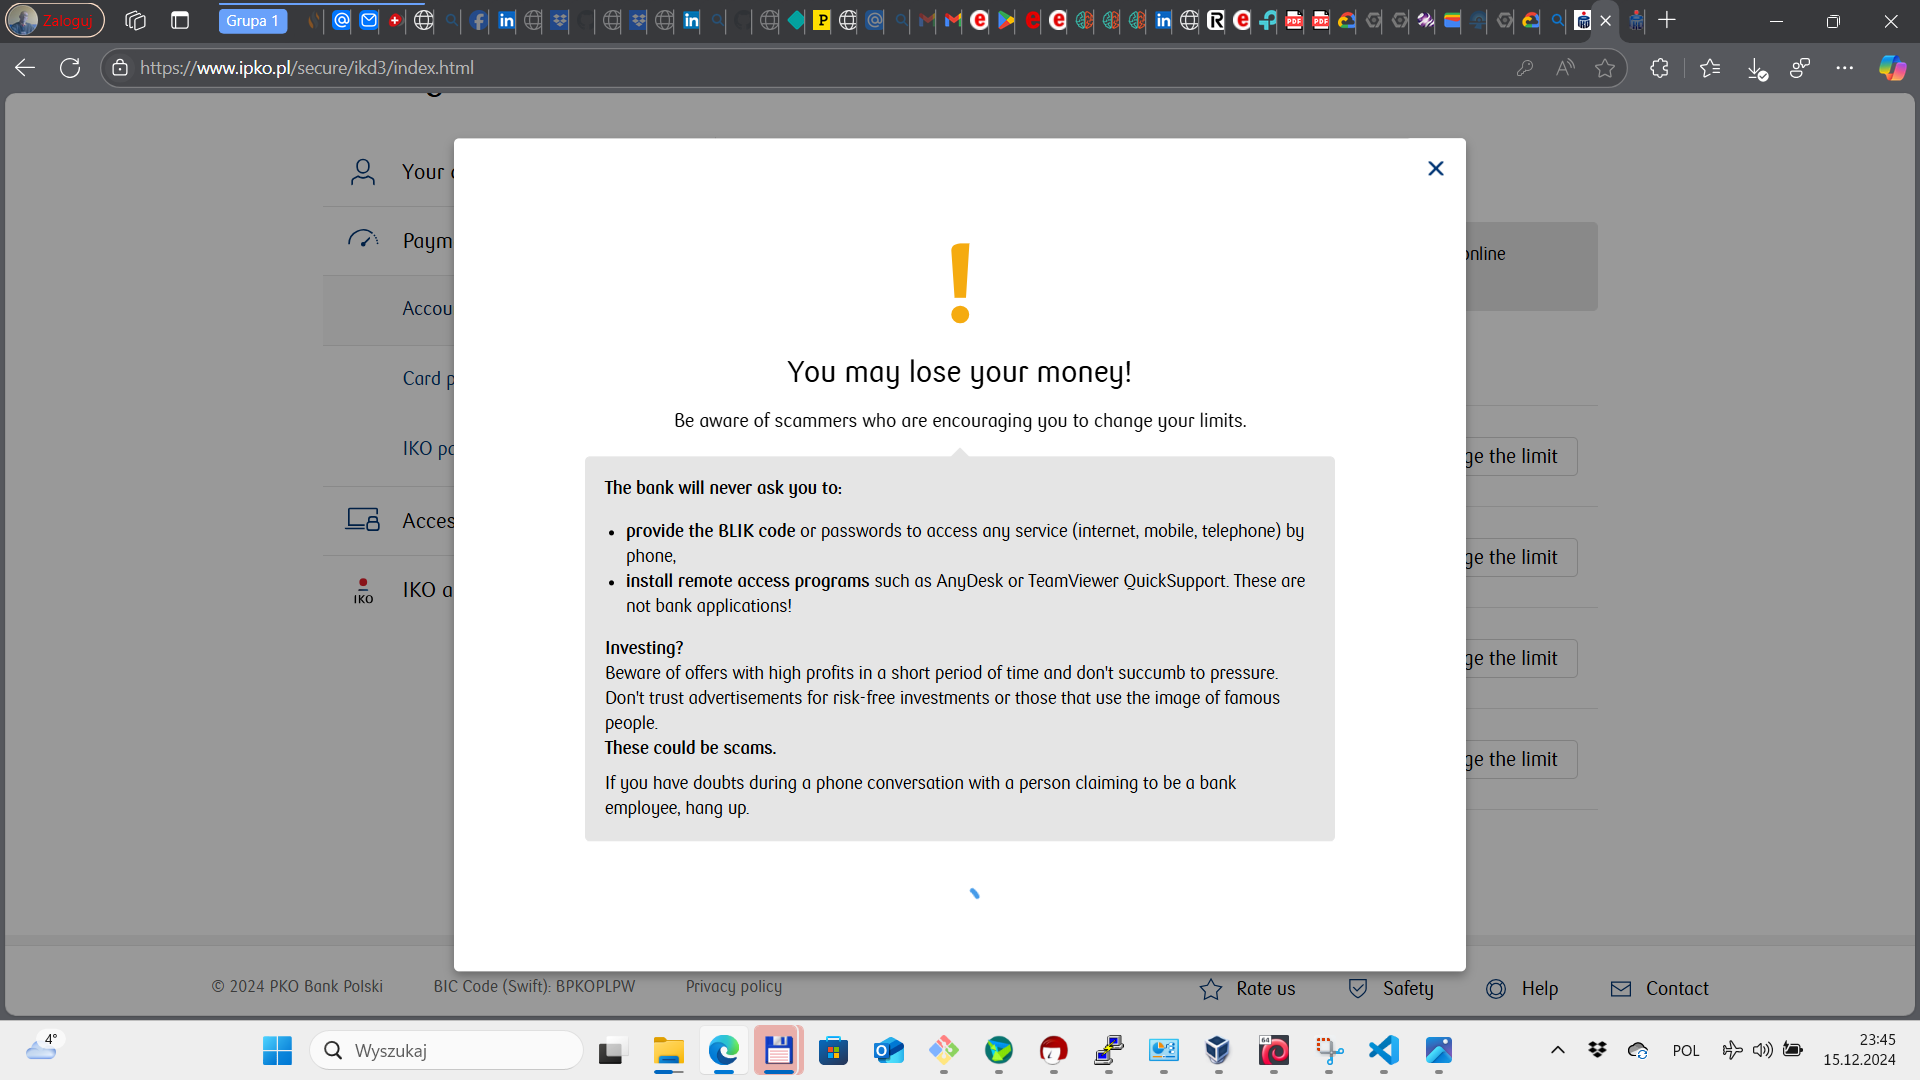 Zaloguj
Grupa 1
https://www.ipko.pl/secure/ikd3/index.html
Your
Paym
online
Accou
Card p
IKO pa
ge the limit
ge the limit
Acces
IKO
IKO a
ge the limit
ge the limit
You may lose your money!
Be aware of scammers who are encouraging you to change your limits.
The bank will never ask you to:
• provide the BLIK code or passwords to access any service (internet, mobile, telephone) by
phone,
• install remote access programs such as AnyDesk or TeamViewer QuickSupport. These are
not bank applications!
Investing?
Beware of offers with high profits in a short period of time and don't succumb to pressure.
Don't trust advertisements for risk-free investments or those that use the image of famous
people.
These could be scams.
If you have doubts during a phone conversation with a person claiming to be a bank
employee, hang up.
© 2024 PKO Bank Polski
BIC Code (Swift): BPKOPLPW
Privacy policy
Rate us
Safety
Help
Contact
4°
Wyszukaj
POL
23:45
15.12.2024